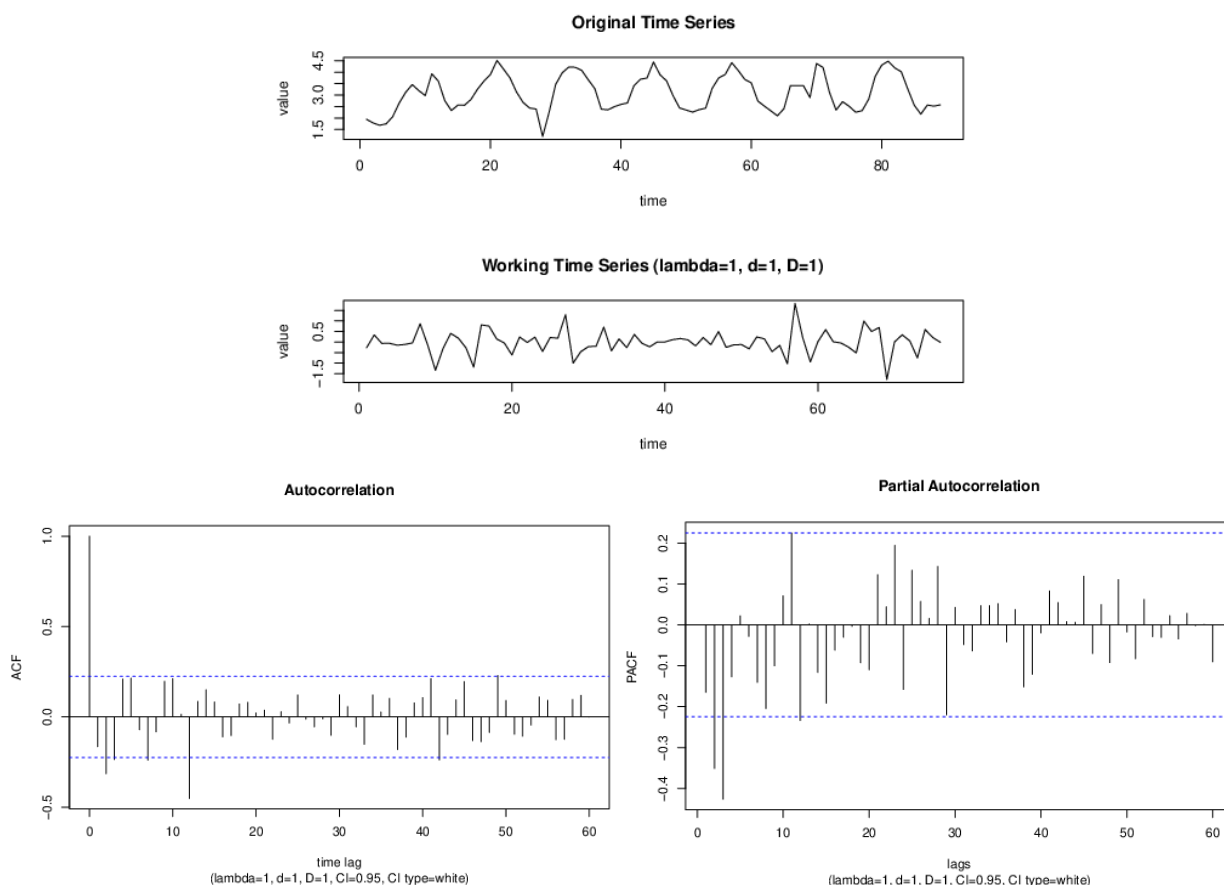 Original Time Series
value
1.5 3.0 4.5
0 20 40 60 80
time
Working Time Series (lambda=1, d=1, D=1)
value
−1.5 0.5
0 20 40 60
time
Autocorrelation
ACF
−0.5 0.0 0.5 1.0
0 10 20 30 40 50 60
time lag
(lambda=1, d=1, D=1, CI=0.95, CI type=white)
Partial Autocorrelation
PACF
−0.4 −0.3 −0.2 −0.1 0.0 0.1 0.2
0 10 20 30 40 50 60
lags
(lambda=1, d=1, D=1, CI=0.95, CI type=white)